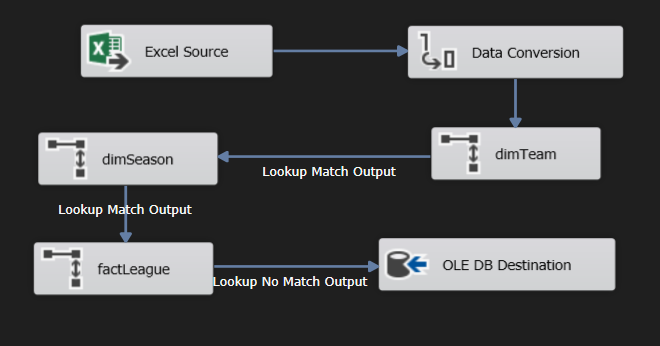 Excel Source
Data Conversion
dimTeam
Lookup Match Output
dimSeason
Lookup Match Output
factLeague
Lookup No Match Output
OLE DB Destination